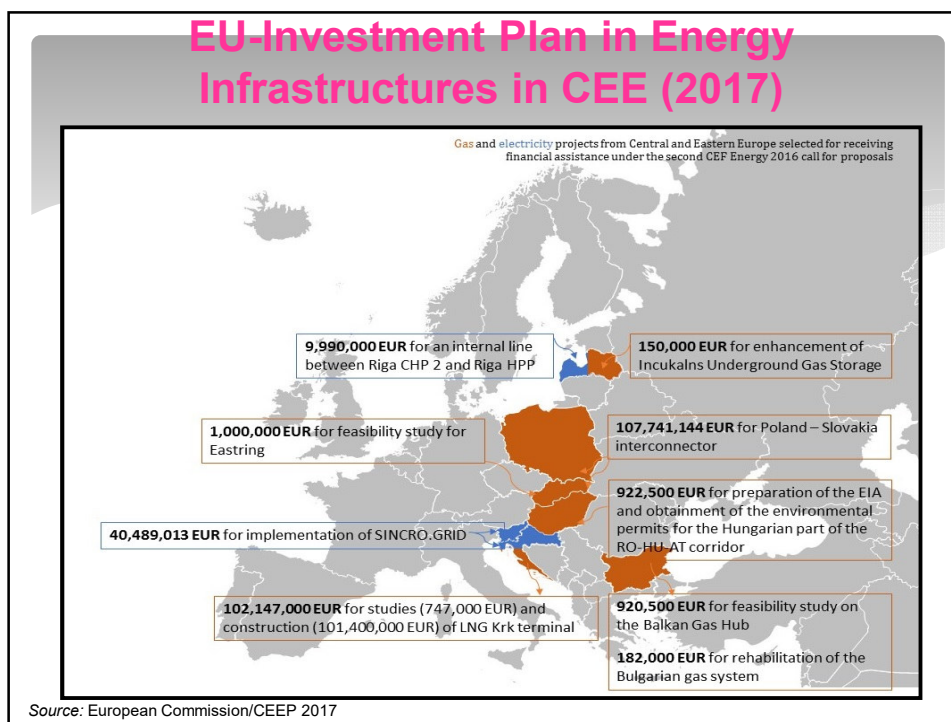 EU-Investment Plan in Energy
Infrastructures in CEE (2017)
Gas and electricity projects from Central and Eastern Europe selected for receiving
financial assistance under the second CEF Energy 2016 call for proposals
9,990,000 EUR for an internal line
between Riga CHP 2 and Riga HPP
150,000 EUR for enhancement of
Incukalns Underground Gas Storage
1,000,000 EUR for feasibility study for
Eastring
107,741,144 EUR for Poland – Slovakia
interconnector
922,500 EUR for preparation of the EIA
and obtainment of the environmental
permits for the Hungarian part of the
RO-HU-AT corridor
40,489,013 EUR for implementation of SINCRO.GRID
102,147,000 EUR for studies (747,000 EUR) and
construction (101,400,000 EUR) of LNG Krk terminal
920,500 EUR for feasibility study on
the Balkan Gas Hub
182,000 EUR for rehabilitation of the
Bulgarian gas system
Source: European Commission/CEEP 2017